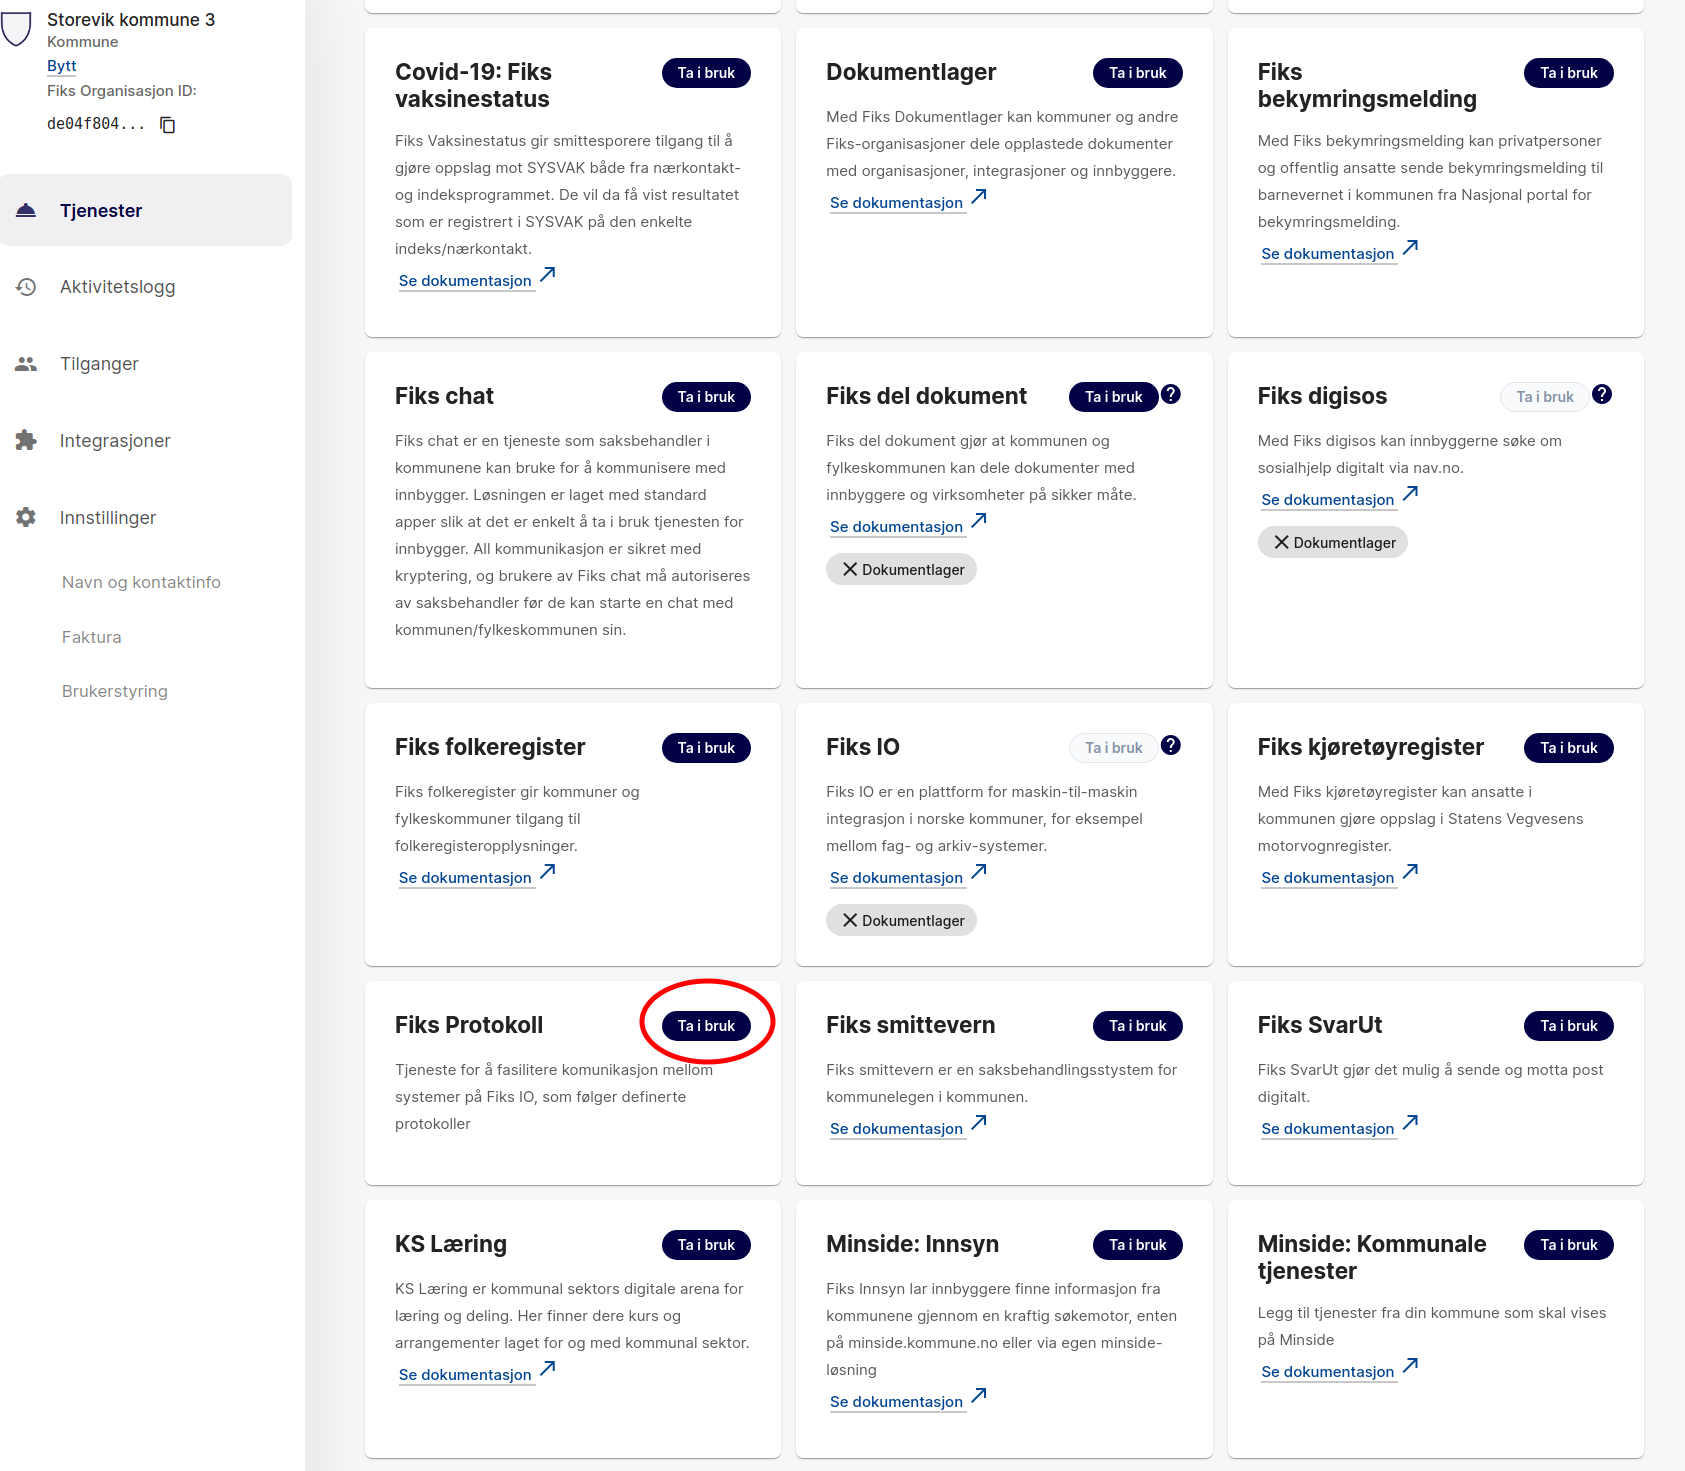 Storevik kommune 3
Kommune
Bytt
Fiks Organisasjon ID:
de04f804...
Tjenester
Aktivitetslogg
Tilganger
Integrasjoner
Innstillinger
Navn og kontaktinfo
Faktura
Brukerstyring
Covid-19: Fiks
vaksinestatus
Ta i bruk
Fiks Vaksinestatus gir smittesporere tilgang til å
gjøre oppslag mot SYSVAK både fra nærkontakt-
og indeksprogrammet. De vil da få vist resultatet
som er registrert i SYSVAK på den enkelte
indeks/nærkontakt.
Se dokumentasjon
Dokumentlager
Ta i bruk
Med Fiks Dokumentlager kan kommuner og andre
Fiks-organisasjoner dele opplastede dokumenter
med organisasjoner, integrasjoner og innbyggere.
Se dokumentasjon
Fiks
bekymringsmelding
Ta i bruk
Med Fiks bekymringsmelding kan privatpersoner
og offentlig ansatte sende bekymringsmelding til
barnevernet i kommunen fra Nasjonal portal for
bekymringsmelding.
Se dokumentasjon
Fiks chat
Ta i bruk
Fiks chat er en tjeneste som saksbehandler i
kommunene kan bruke for å kommunisere med
innbygger. Løsningen er laget med standard
apper slik at det er enkelt å ta i bruk tjenesten for
innbygger. All kommunikasjon er sikret med
kryptering, og brukere av Fiks chat må autoriseres
av saksbehandler før de kan starte en chat med
kommunen/fylkeskommunen sin.
Fiks del dokument
Ta i bruk ?
Fiks del dokument gjør at kommunen og
fylkeskommunen kan dele dokumenter med
innbyggere og virksomheter på sikker måte.
Se dokumentasjon
Dokumentlager
Fiks digisos
Ta i bruk ?
Med Fiks digisos kan innbyggerne søke om
sosialhjelp digitalt via nav.no.
Se dokumentasjon
Dokumentlager
Fiks folkeregister
Ta i bruk
Fiks folkeregister gir kommuner og
fylkeskommuner tilgang til
folkeregisteropplysninger.
Se dokumentasjon
Fiks IO
Ta i bruk ?
Fiks IO er en plattform for maskin-til-maskin
integrasjon i norske kommuner, for eksempel
mellom fag- og arkiv-systemer.
Se dokumentasjon
Dokumentlager
Fiks kjøretøyregister
Ta i bruk
Med Fiks kjøretøyregister kan ansatte i
kommunen gjøre oppslag i Statens Vegvesens
motorvognregister.
Se dokumentasjon
Fiks Protokoll
Ta i bruk
Tjeneste for å fasilitere komunikasjon mellom
systemer på Fiks IO, som følger definerte
protokoller
Fiks smittevern
Ta i bruk
Fiks smittevern er en saksbehandlingsstystem for
kommunelegen i kommunen.
Se dokumentasjon
Fiks SvarUt
Ta i bruk
Fiks SvarUt gjør det mulig å sende og motta post
digitalt.
Se dokumentasjon
KS Læring
Ta i bruk
KS Læring er kommunal sektors digitale arena for
læring og deling. Her finner dere kurs og
arrangementer laget for og med kommunal sektor.
Se dokumentasjon
Minside: Innsyn
Ta i bruk
Fiks Innsyn lar innbyggere finne informasjon fra
kommunene gjennom en kraftig søkemotor, enten
på minside.kommune.no eller via egen minside-
løsning
Se dokumentasjon
Minside: Kommunale
tjenester
Ta i bruk
Legg til tjenester fra din kommune som skal vises
på Minside
Se dokumentasjon